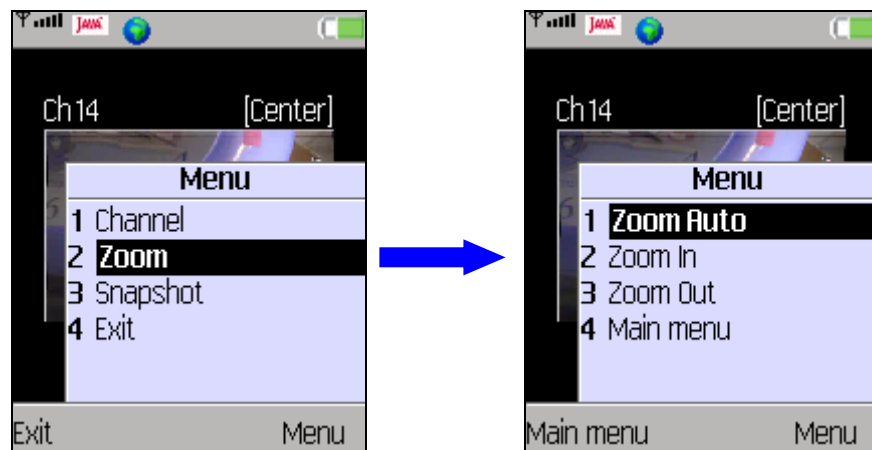 JAVA
Ch14 [Center]
Menu
1 Channel
2 Zoom
3 Snapshot
4 Exit
Exit Menu
JAVA
Ch14 [Center]
Menu
1 Zoom Auto
2 Zoom In
3 Zoom Out
4 Main menu
Main menu Menu